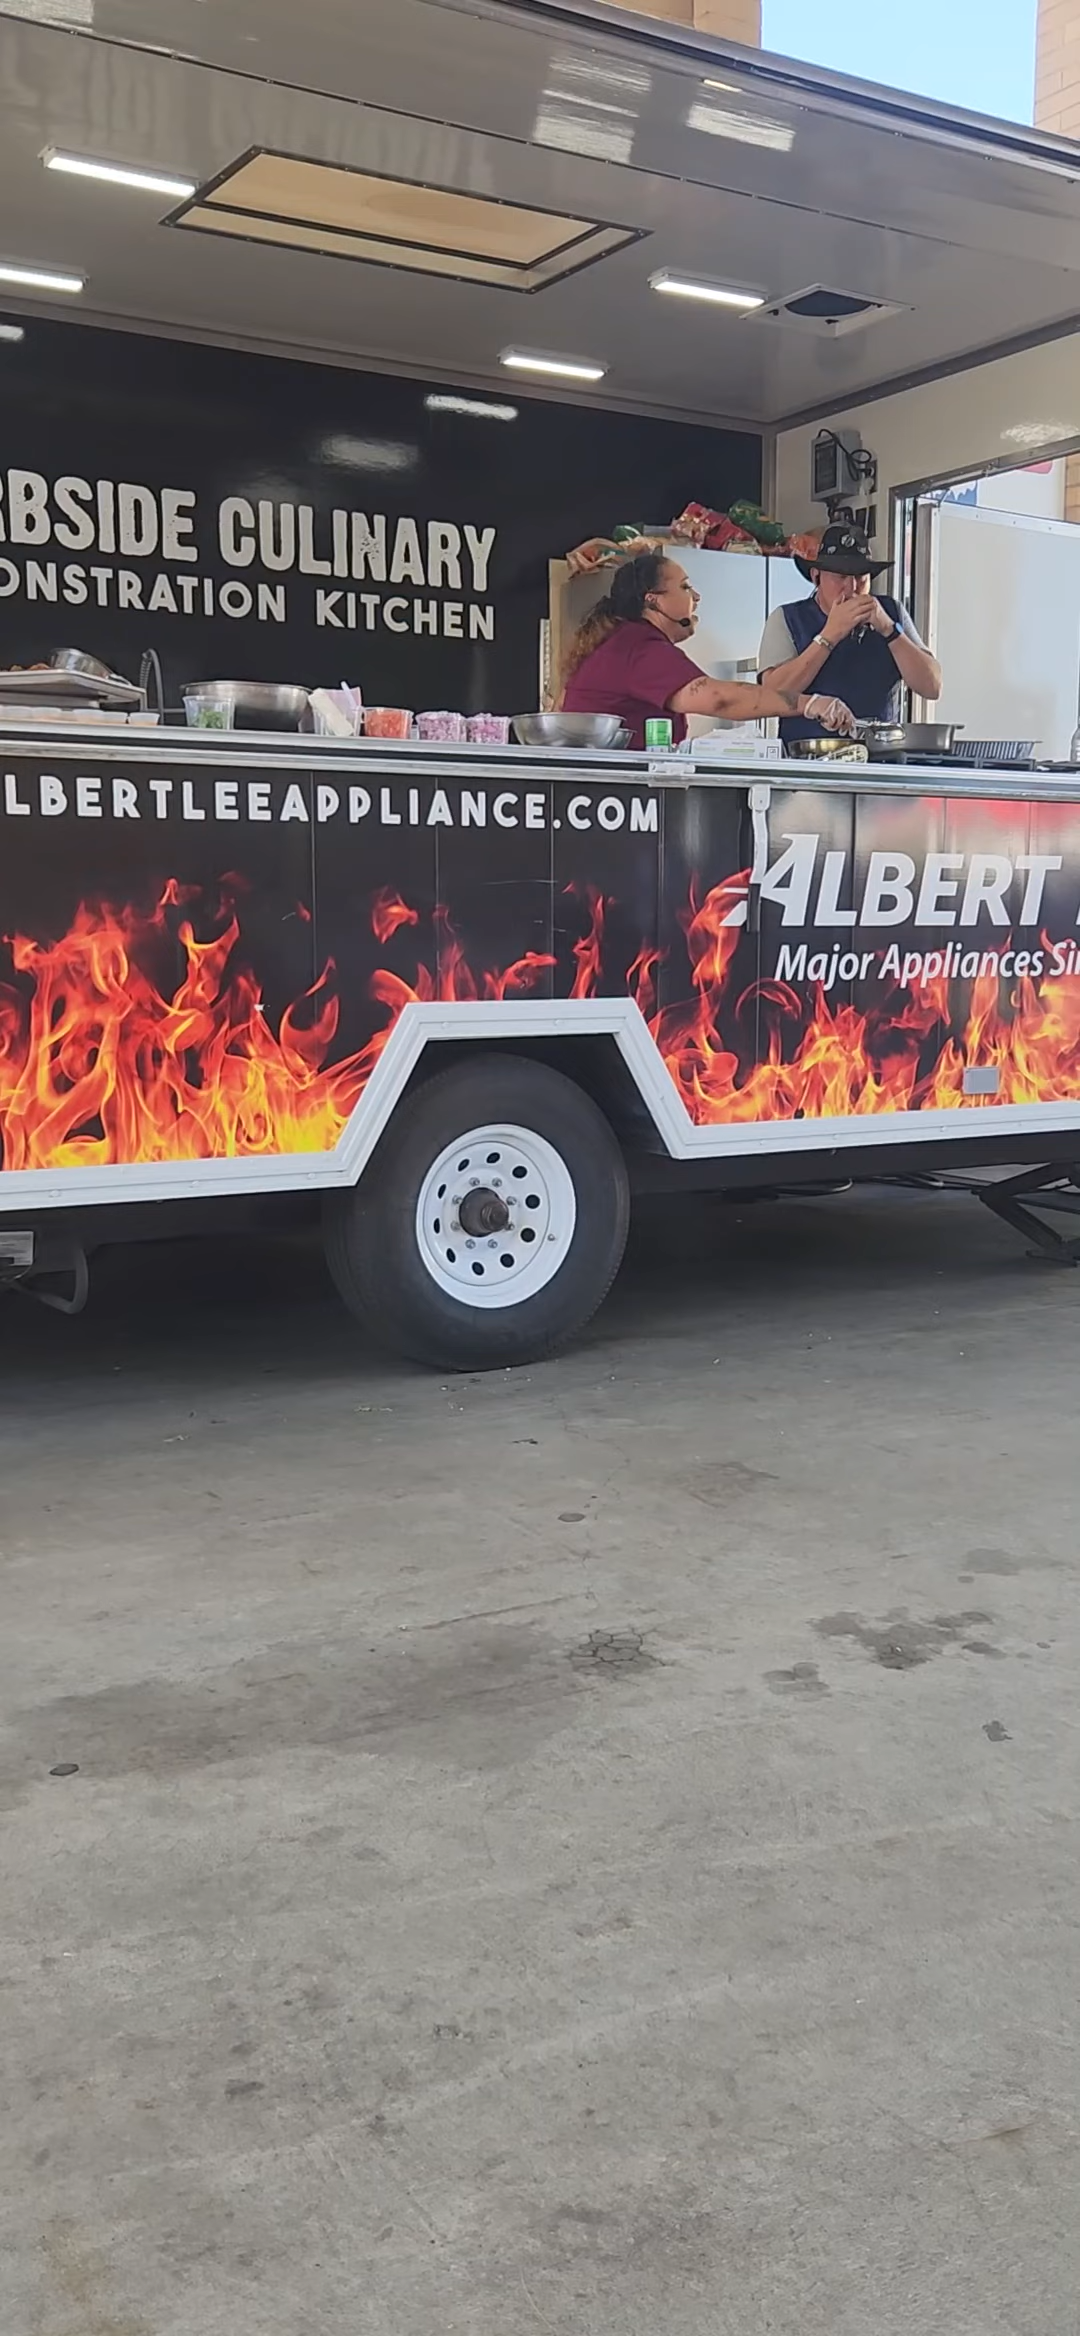 RBSIDE CULINARY
ONSTRATION KITCHEN
LBERTLEEAPPLIANCE.COM
ALBERT
Major Appliances Si